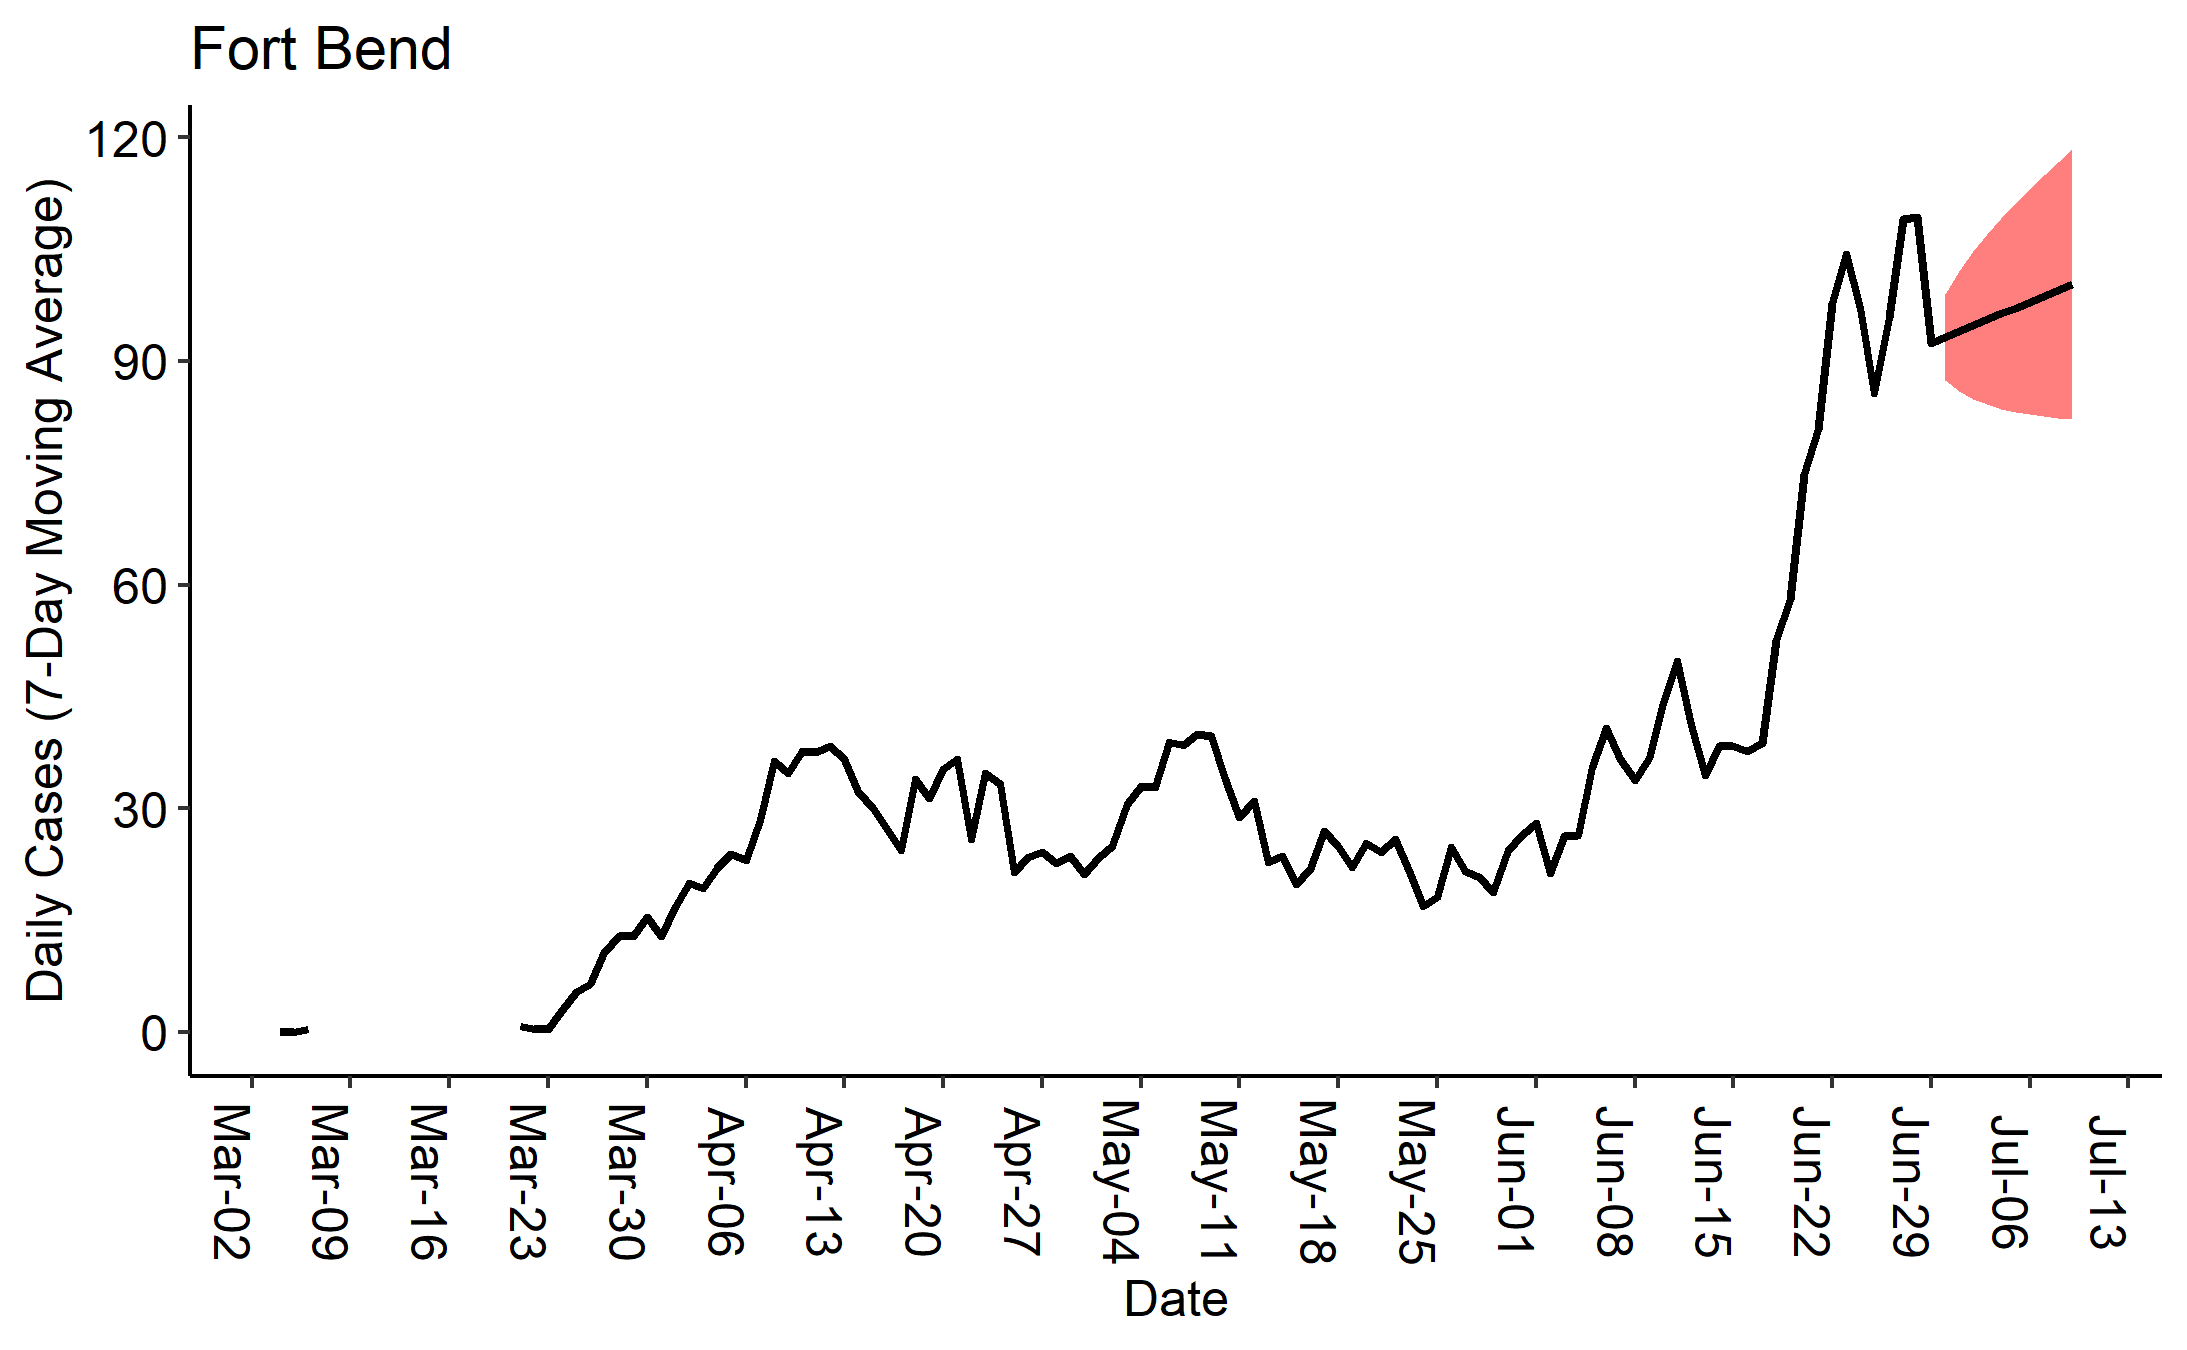 Fort Bend
Daily Cases (7-Day Moving Average)
120
90
60
30
0
Mar-02
Mar-09
Mar-16
Mar-23
Mar-30
Apr-06
Apr-13
Apr-20
Apr-27
May-04
May-11
May-18
May-25
Jun-01
Jun-08
Jun-15
Jun-22
Jun-29
Jul-06
Jul-13
Date